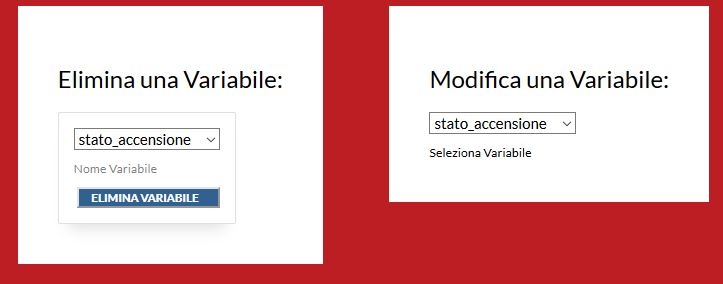 Elimina una Variabile:
stato_accensione
Nome Variabile
ELIMINA VARIABILE
Modifica una Variabile:
stato_accensione
Seleziona Variabile